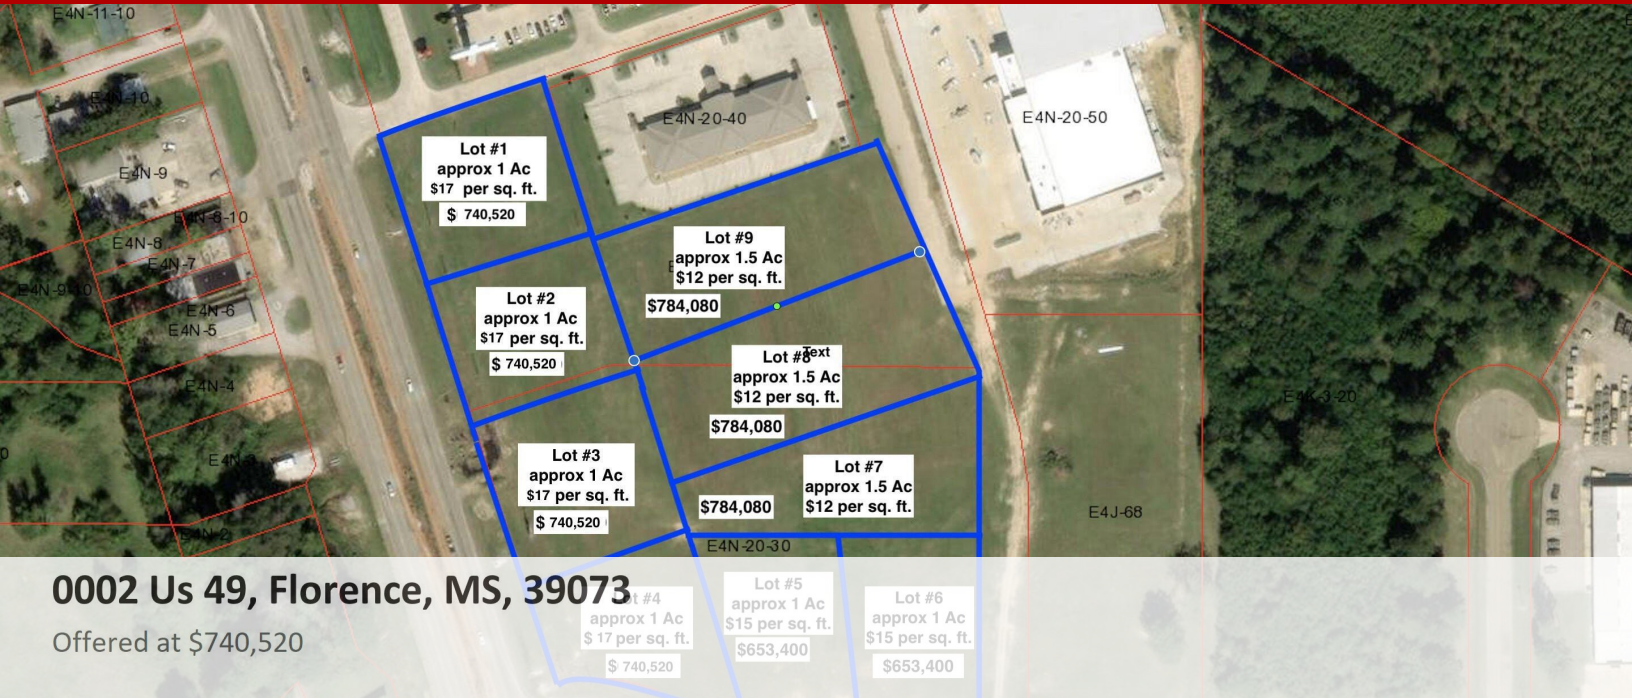 E4N-11-10
E4N-10
E4N-9
E4N-8-10
E4N-8
E4N-7
E4N-9-10
E4N-6
E4N-5
E4N-4
E4N-2
E4N-20-40
E4N-20-50
Lot #1
approx 1 Ac
$17 per sq. ft.
$ 740,520
Lot #9
approx 1.5 Ac
$12 per sq. ft.
$784,080
Lot #2
approx 1 Ac
$17 per sq. ft.
$ 740,520
Text
Lot #8
approx 1.5 Ac
$12 per sq. ft.
$784,080
Lot #3
approx 1 Ac
$17 per sq. ft.
$ 740,520
Lot #7
approx 1.5 Ac
$12 per sq. ft.
$784,080
E4N-20-30
E4J-68
Lot #4
approx 1 Ac
$ 17 per sq. ft.
$ 740,520
Lot #5
approx 1 Ac
$15 per sq. ft.
$653,400
Lot #6
approx 1 Ac
$15 per sq. ft.
$653,400
0002 Us 49, Florence, MS, 39073
Offered at $740,520